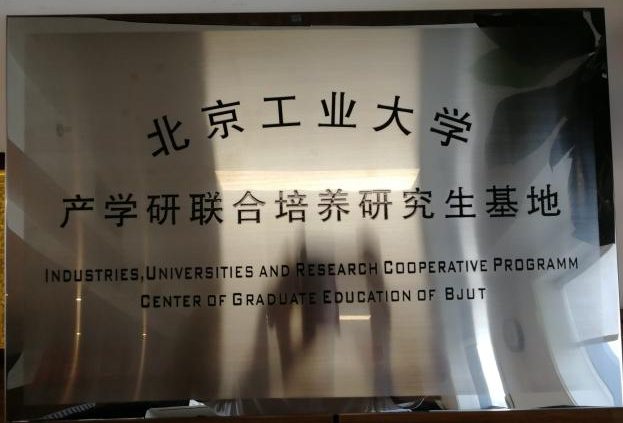 北京工业大学
产学研联合培养研究生基地
INDUSTRIES,UNIVERSITIES AND RESEARCH COOPERATIVE PROGRAMM
CENTER OF GRADUATE EDUCATION OF BJUT